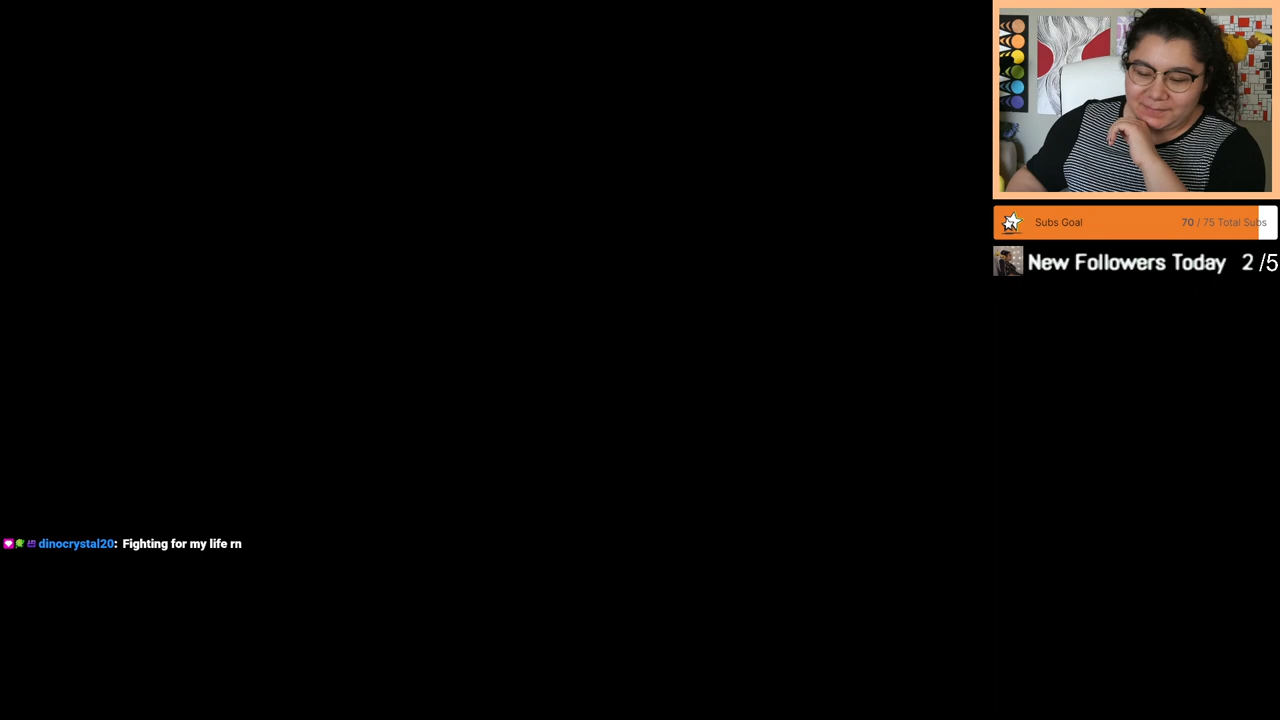 Subs Goal 70 / 75 Total Subs
New Followers Today 2 /5
dinocrystal20: Fighting for my life rn